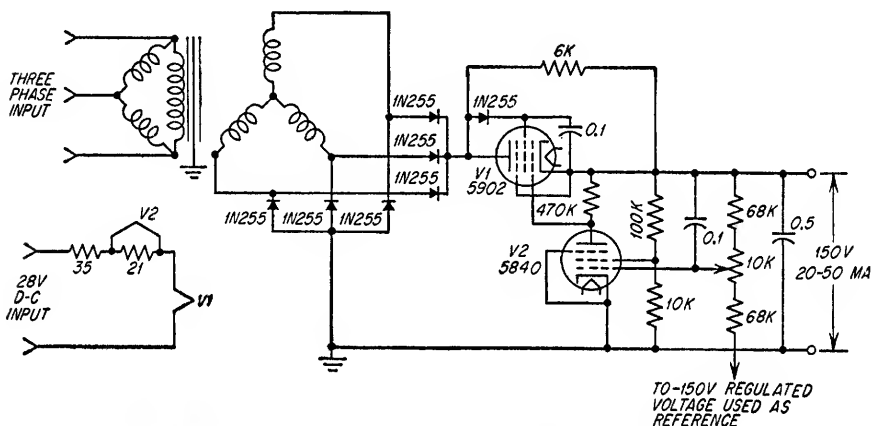 THREE
PHASE
INPUT
1N255
1N255
1N255
1N255
1N255
1N255
1N255
6K
0.1
V1
5902
470K
100K
V2
5840
10K
0.1
68K
10K
68K
0.5
150V
20-50 MA
V2
35
21
28V
D-C
INPUT
V1
TO-150V REGULATED
VOLTAGE USED AS
REFERENCE